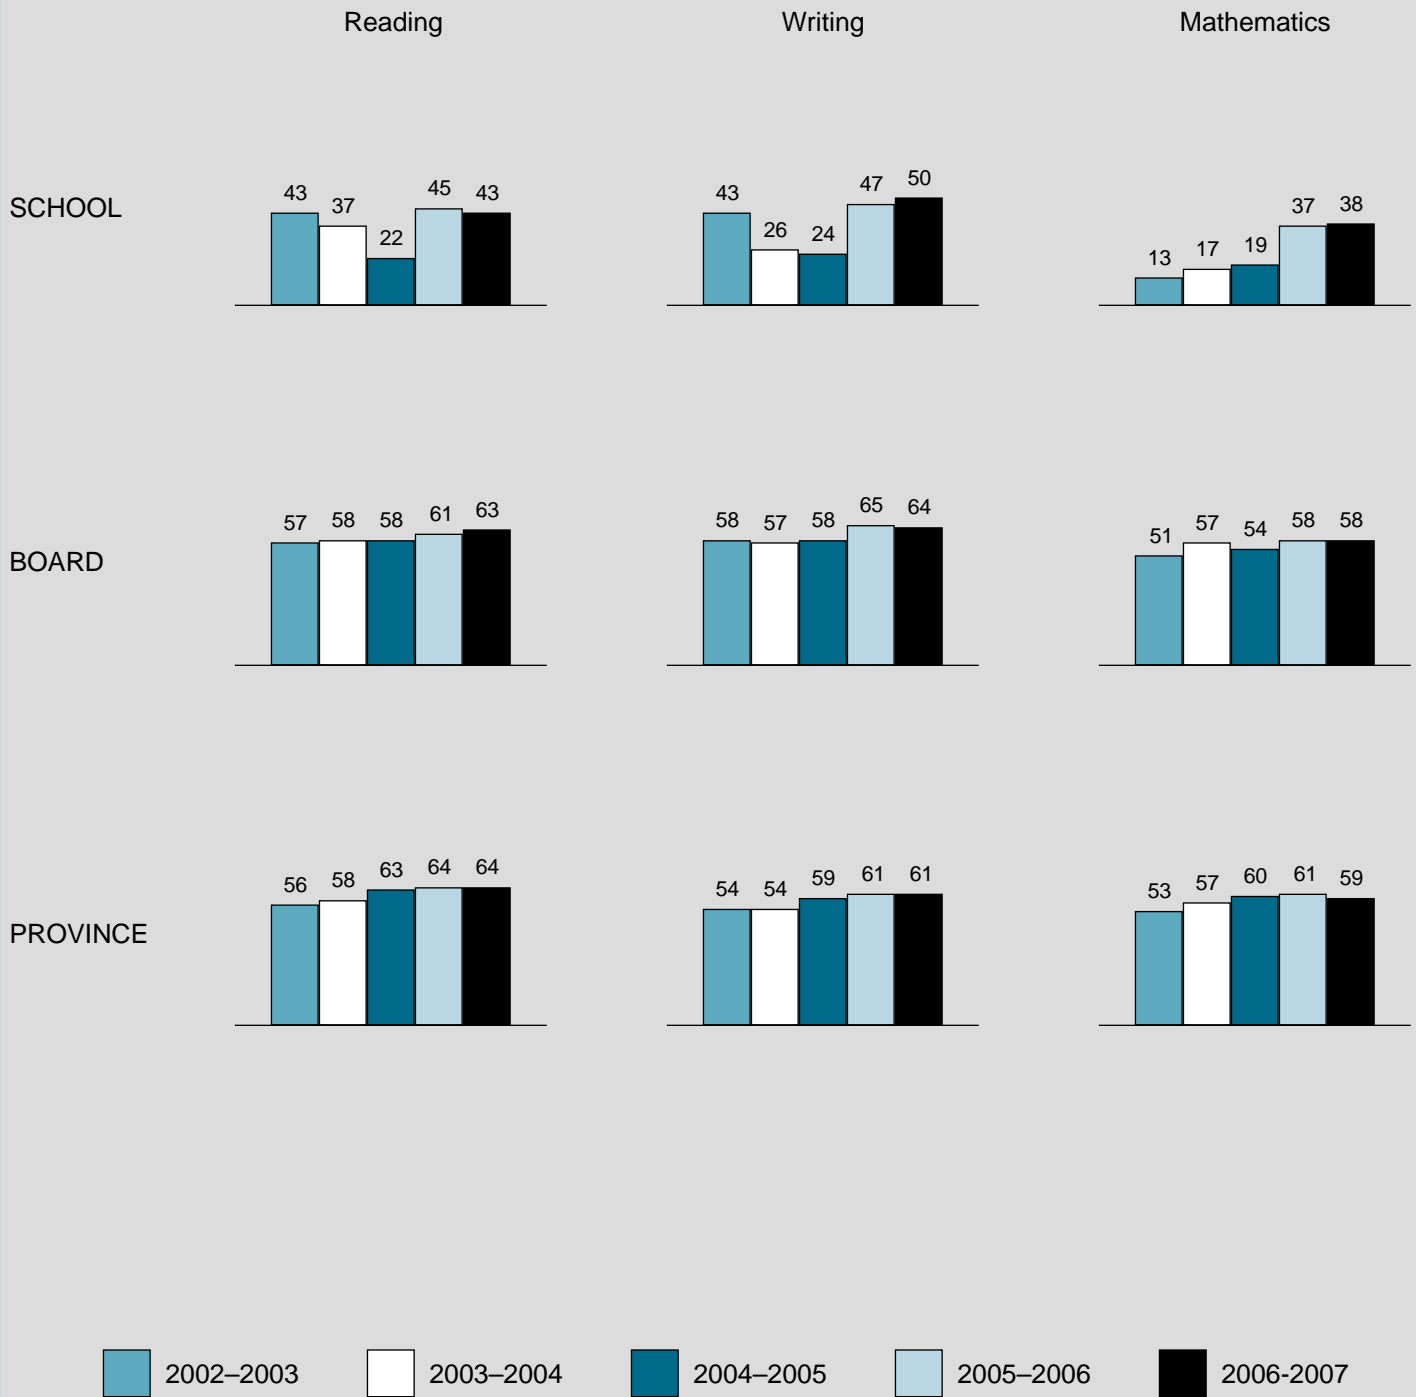 Reading Writing Mathematics
SCHOOL
43 37 22 45 43
43 26 24 47 50
13 17 19 37 38
BOARD
57 58 58 61 63
58 57 58 65 64
51 57 54 58 58
PROVINCE
56 58 63 64 64
54 54 59 61 61
53 57 60 61 59
2002–2003 2003–2004 2004–2005 2005–2006 2006-2007